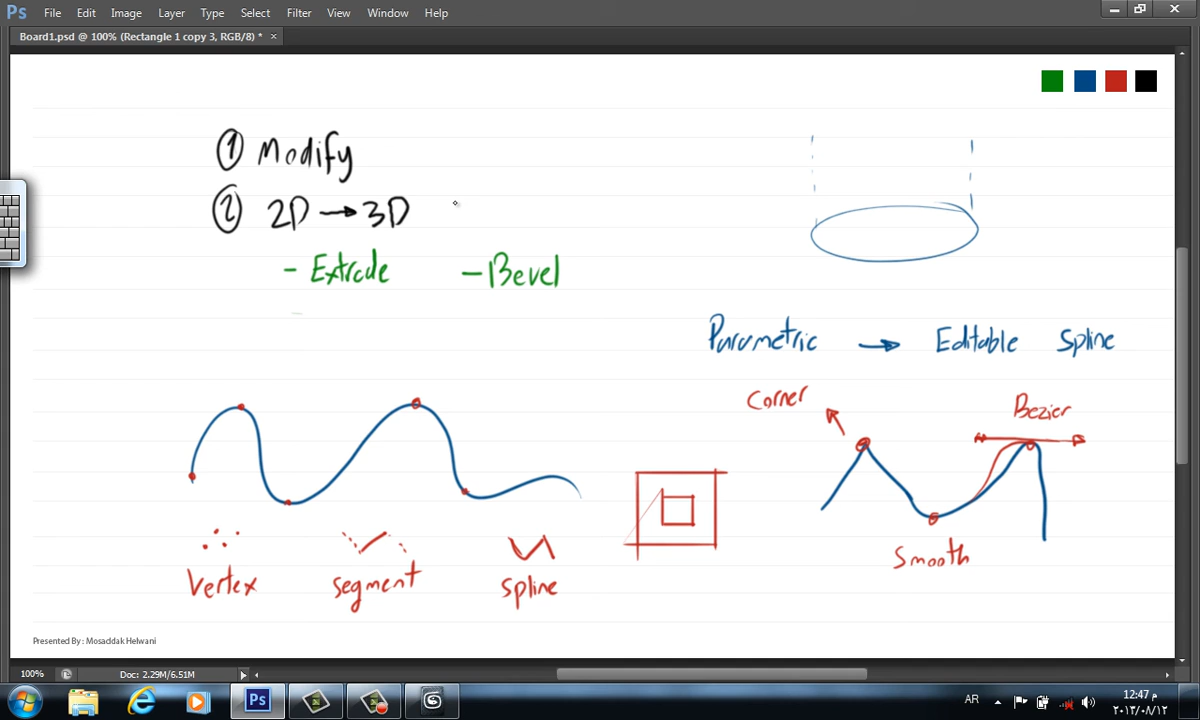 Ps File Edit Image Layer Type Select Filter View Window Help
Board1.psd @ 100% (Rectangle 1 copy 3, RGB/8) * ×
① Modify
② 2D → 3D
- Extrude - Bevel
Parametric → Editable Spline
Corner
Bezier
Smooth
Vertex segment spline
Presented By : Mosaddak Helwani
100% Doc: 2.29M/6.51M
Ps AR 12:47 م
٢٠١٣/٠٨/١٢